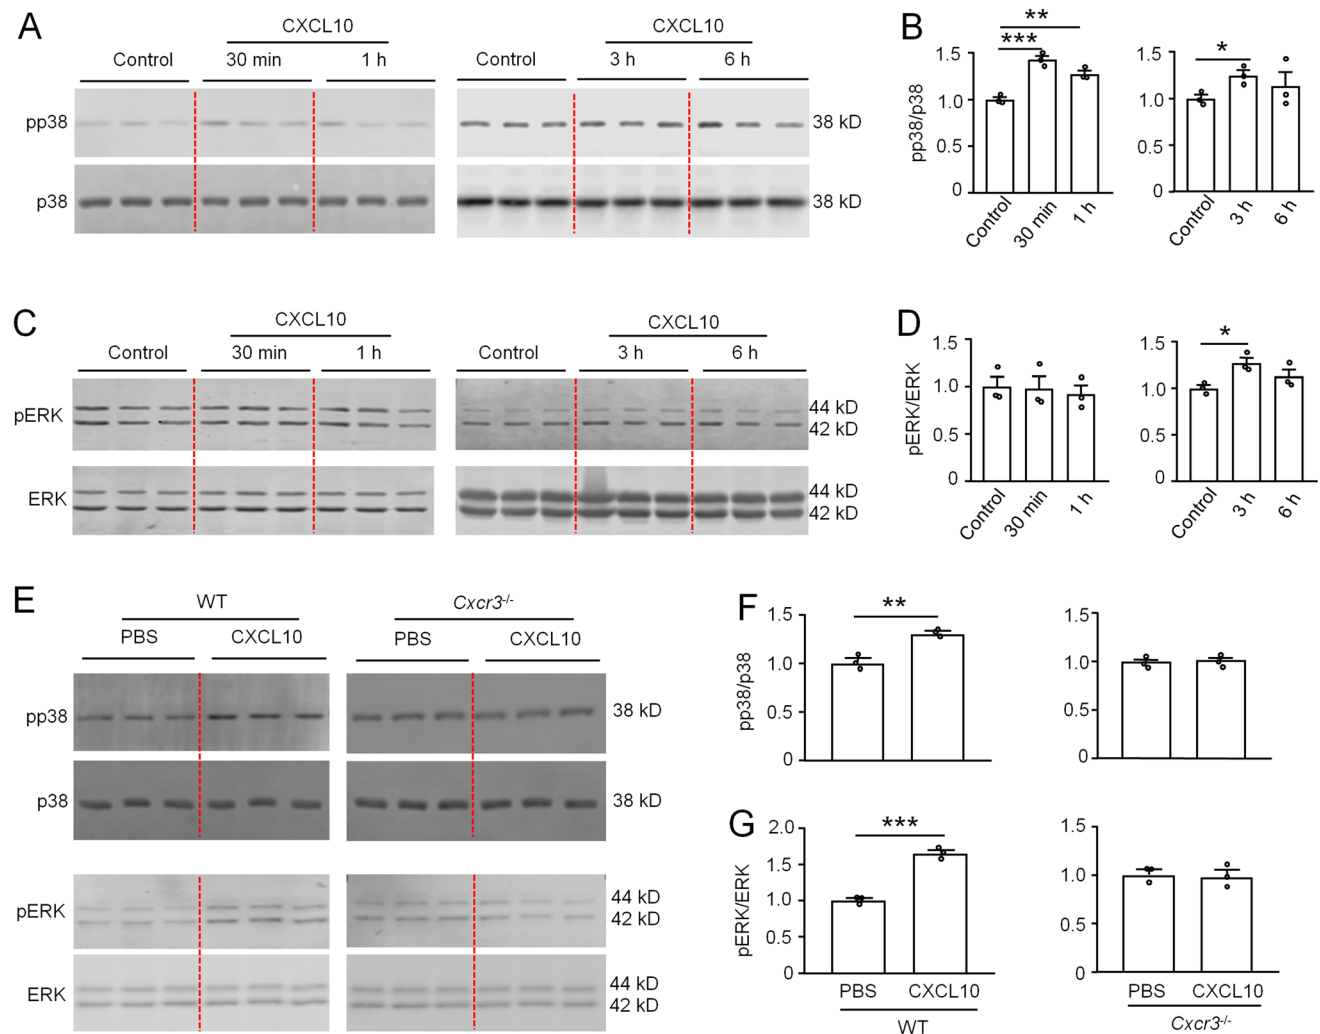 A
CXCL10
Control 30 min 1 h
CXCL10
Control 3 h 6 h
pp38 38 kD
p38 38 kD
B
pp38/p38
** 
***
1.5
1.0
0.5
0
Control 30 min 1 h
*
1.5
1.0
0.5
0
Control 3 h 6 h
C
CXCL10
Control 30 min 1 h
CXCL10
Control 3 h 6 h
pERK 44 kD
42 kD
ERK 44 kD
42 kD
D
pERK/ERK
1.5
1.0
0.5
0
Control 30 min 1 h
*
1.5
1.0
0.5
0
Control 3 h 6 h
E
WT
PBS CXCL10
Cxcr3-/-
PBS CXCL10
pp38 38 kD
p38 38 kD
pERK 44 kD
42 kD
ERK 44 kD
42 kD
F
pp38/p38
**
1.5
1.0
0.5
0
1.5
1.0
0.5
0
G
pERK/ERK
***
2.0
1.5
1.0
0.5
0
PBS CXCL10
WT
1.5
1.0
0.5
0
PBS CXCL10
Cxcr3-/-